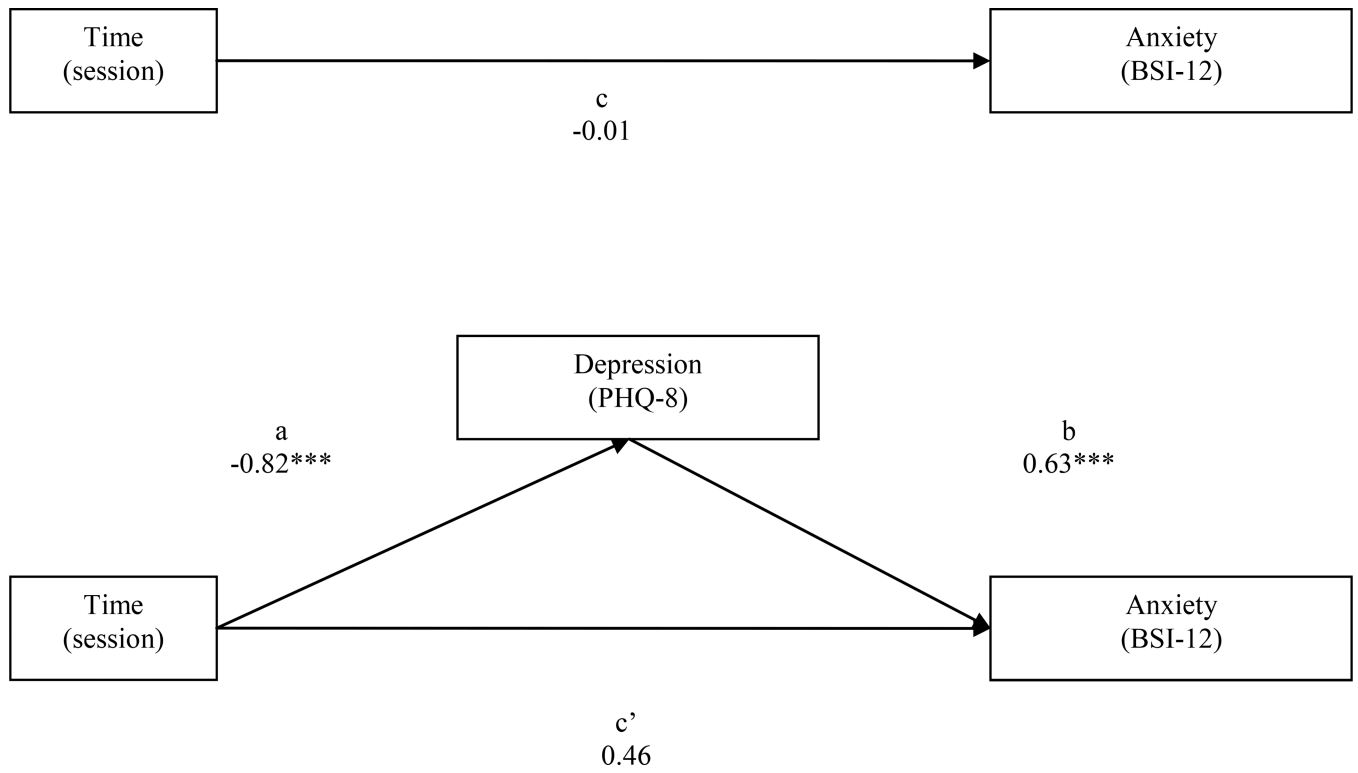 Time
(session)
Anxiety
(BSI-12)
c
-0.01
Depression
(PHQ-8)
a
-0.82***
b
0.63***
Time
(session)
Anxiety
(BSI-12)
c’
0.46